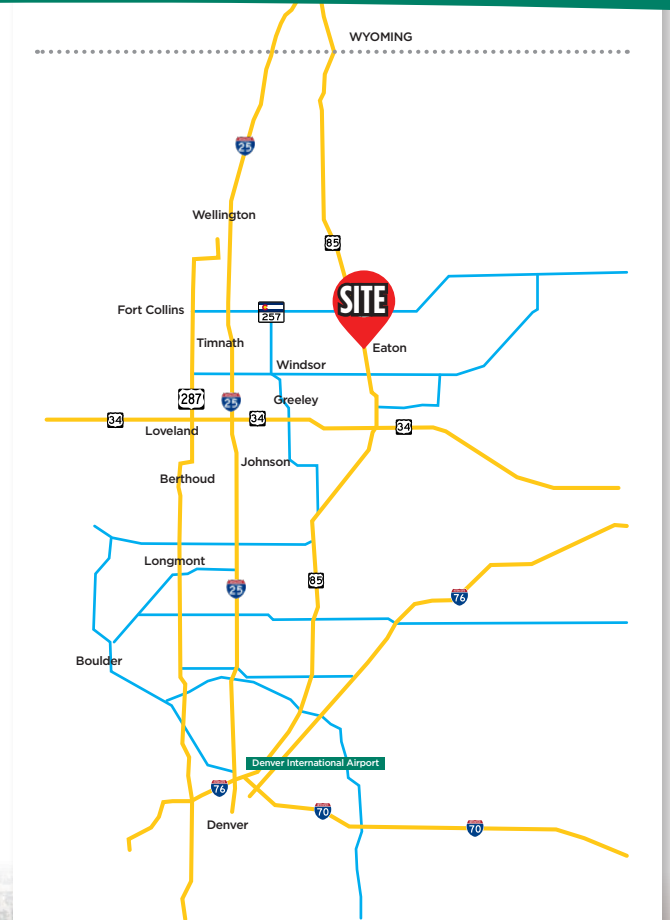 WYOMING
25
Wellington
85
SITE
Fort Collins
257
Timnath
Eaton
Windsor
287
25
Greeley
34
34
34
Loveland
Johnson
Berthoud
Longmont
85
25
76
Boulder
Denver International Airport
76
70
Denver
70